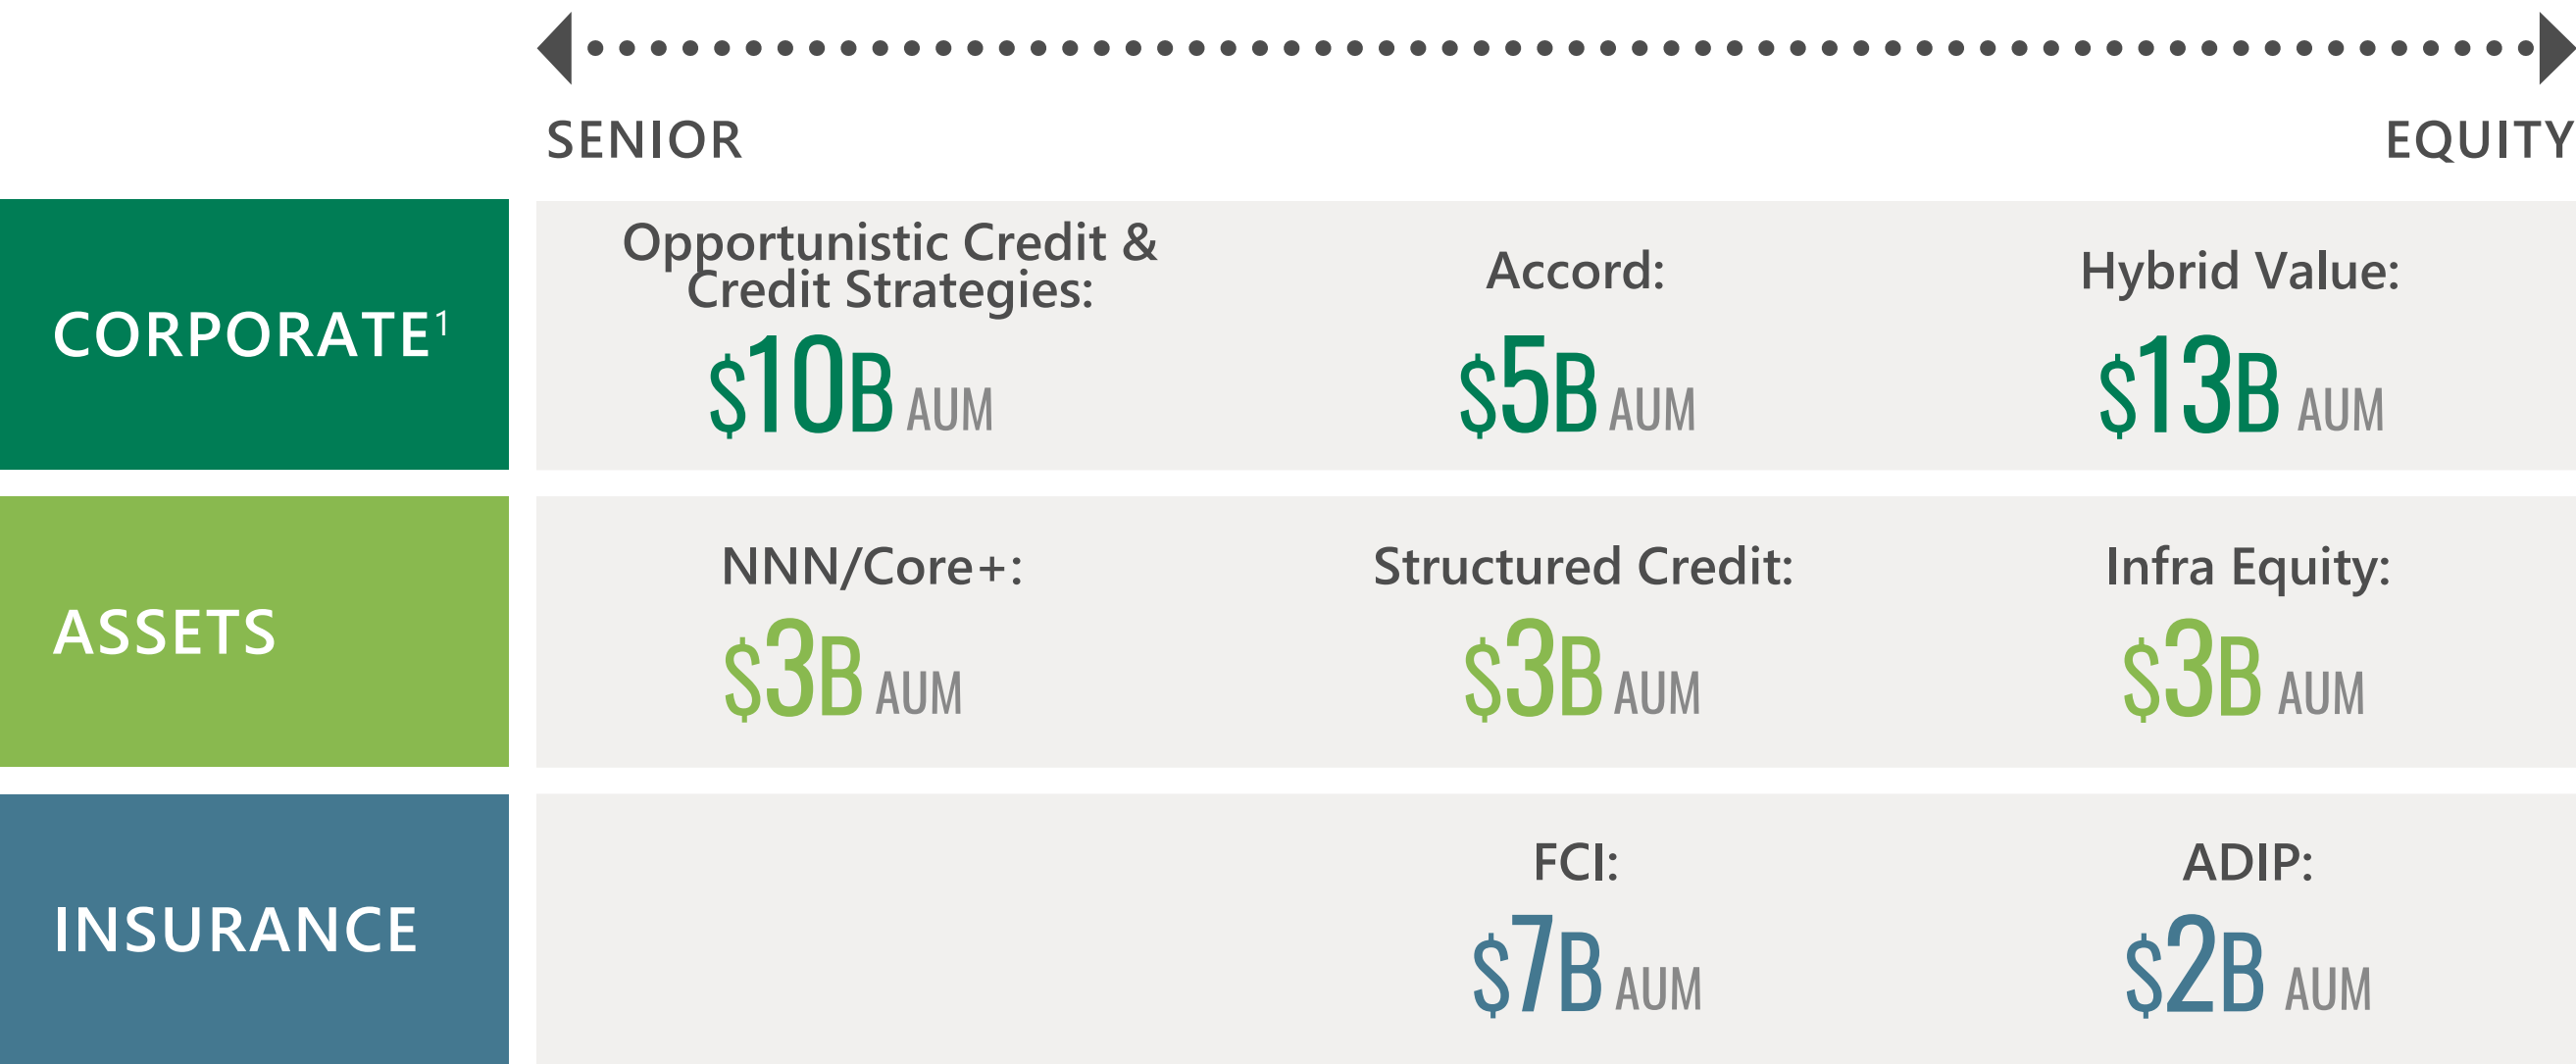 SENIOR EQUITY
CORPORATE¹
Opportunistic Credit &
Credit Strategies:
$10B AUM
Accord:
$5B AUM
Hybrid Value:
$13B AUM
ASSETS
NNN/Core+:
$3B AUM
Structured Credit:
$3B AUM
Infra Equity:
$3B AUM
INSURANCE
FCI:
$7B AUM
ADIP:
$2B AUM